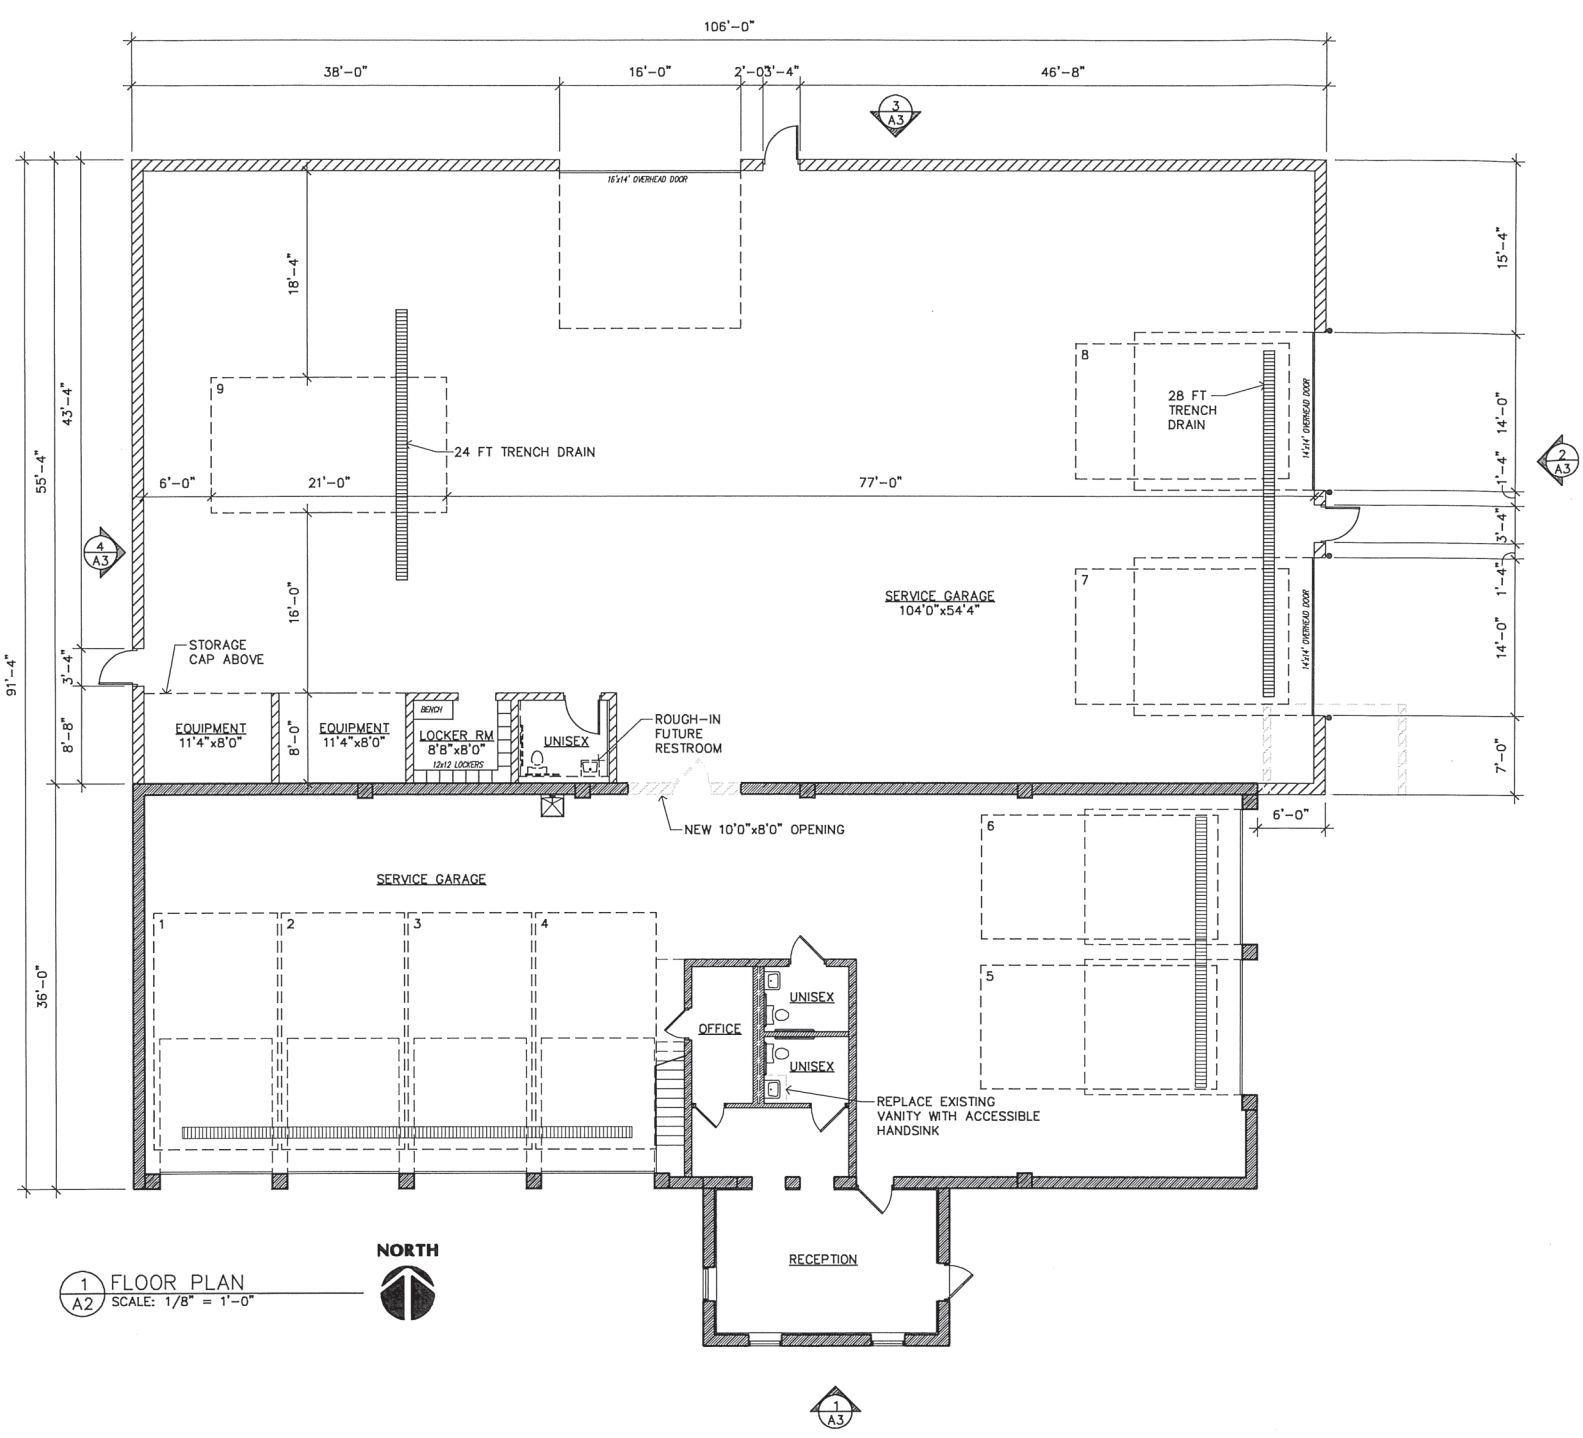 106'-0"
38'-0"
16'-0"
2'-0"
3'-4"
46'-8"
3
A3
16'x14' OVERHEAD DOOR
18'-4"
15'-4"
43'-4"
55'-4"
91'-4"
9
24 FT TRENCH DRAIN
6'-0"
21'-0"
77'-0"
8
28 FT
TRENCH
DRAIN
14'x14' OVERHEAD DOOR
14'-0"
1'-4"
2
A3
3'-4"
1'-4"
4
A3
16'-0"
SERVICE GARAGE
104'0"x54'4"
7
14'x14' OVERHEAD DOOR
14'-0"
STORAGE
CAP ABOVE
3'-4"
8'-8"
EQUIPMENT
11'4"x8'0"
8'-0"
EQUIPMENT
11'4"x8'0"
BENCH
LOCKER RM
8'8"x8'0"
12x12 LOCKERS
UNISEX
ROUGH-IN
FUTURE
RESTROOM
7'-0"
6'-0"
NEW 10'0"x8'0" OPENING
SERVICE GARAGE
36'-0"
1
2
3
4
6
5
OFFICE
UNISEX
UNISEX
REPLACE EXISTING
VANITY WITH ACCESSIBLE
HANDSINK
RECEPTION
NORTH
1
A2
FLOOR PLAN
SCALE: 1/8" = 1'-0"
1
A3